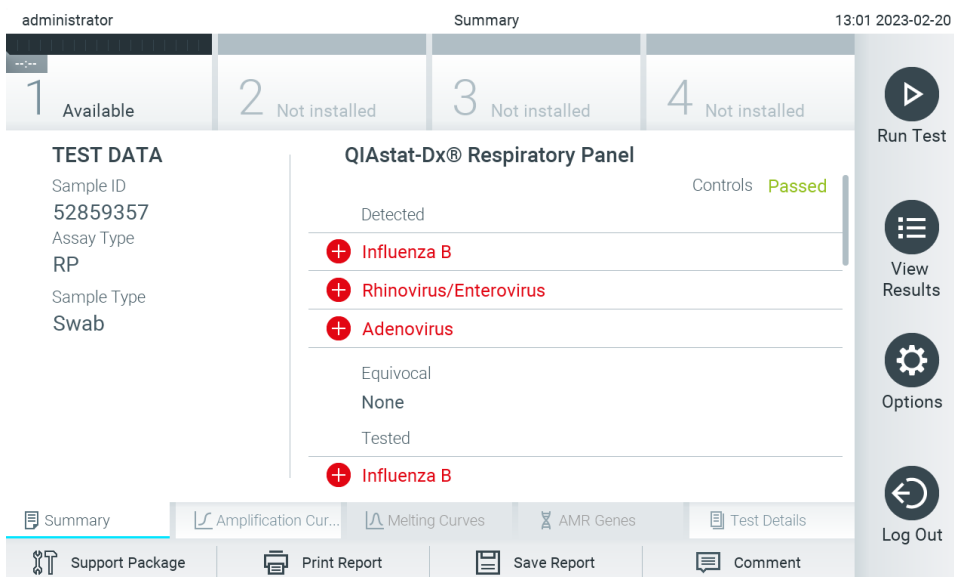 administrator Summary 13:01 2023-02-20
--:--
1 Available 2 Not installed 3 Not installed 4 Not installed
Run Test
TEST DATA
Sample ID
52859357
Assay Type
RP
Sample Type
Swab
QIAstat-Dx® Respiratory Panel
Controls Passed
Detected
Influenza B
Rhinovirus/Enterovirus
Adenovirus
Equivocal
None
Tested
Influenza B
View
Results
Options
Log Out
Summary Amplification Cur... Melting Curves AMR Genes Test Details
Support Package Print Report Save Report Comment